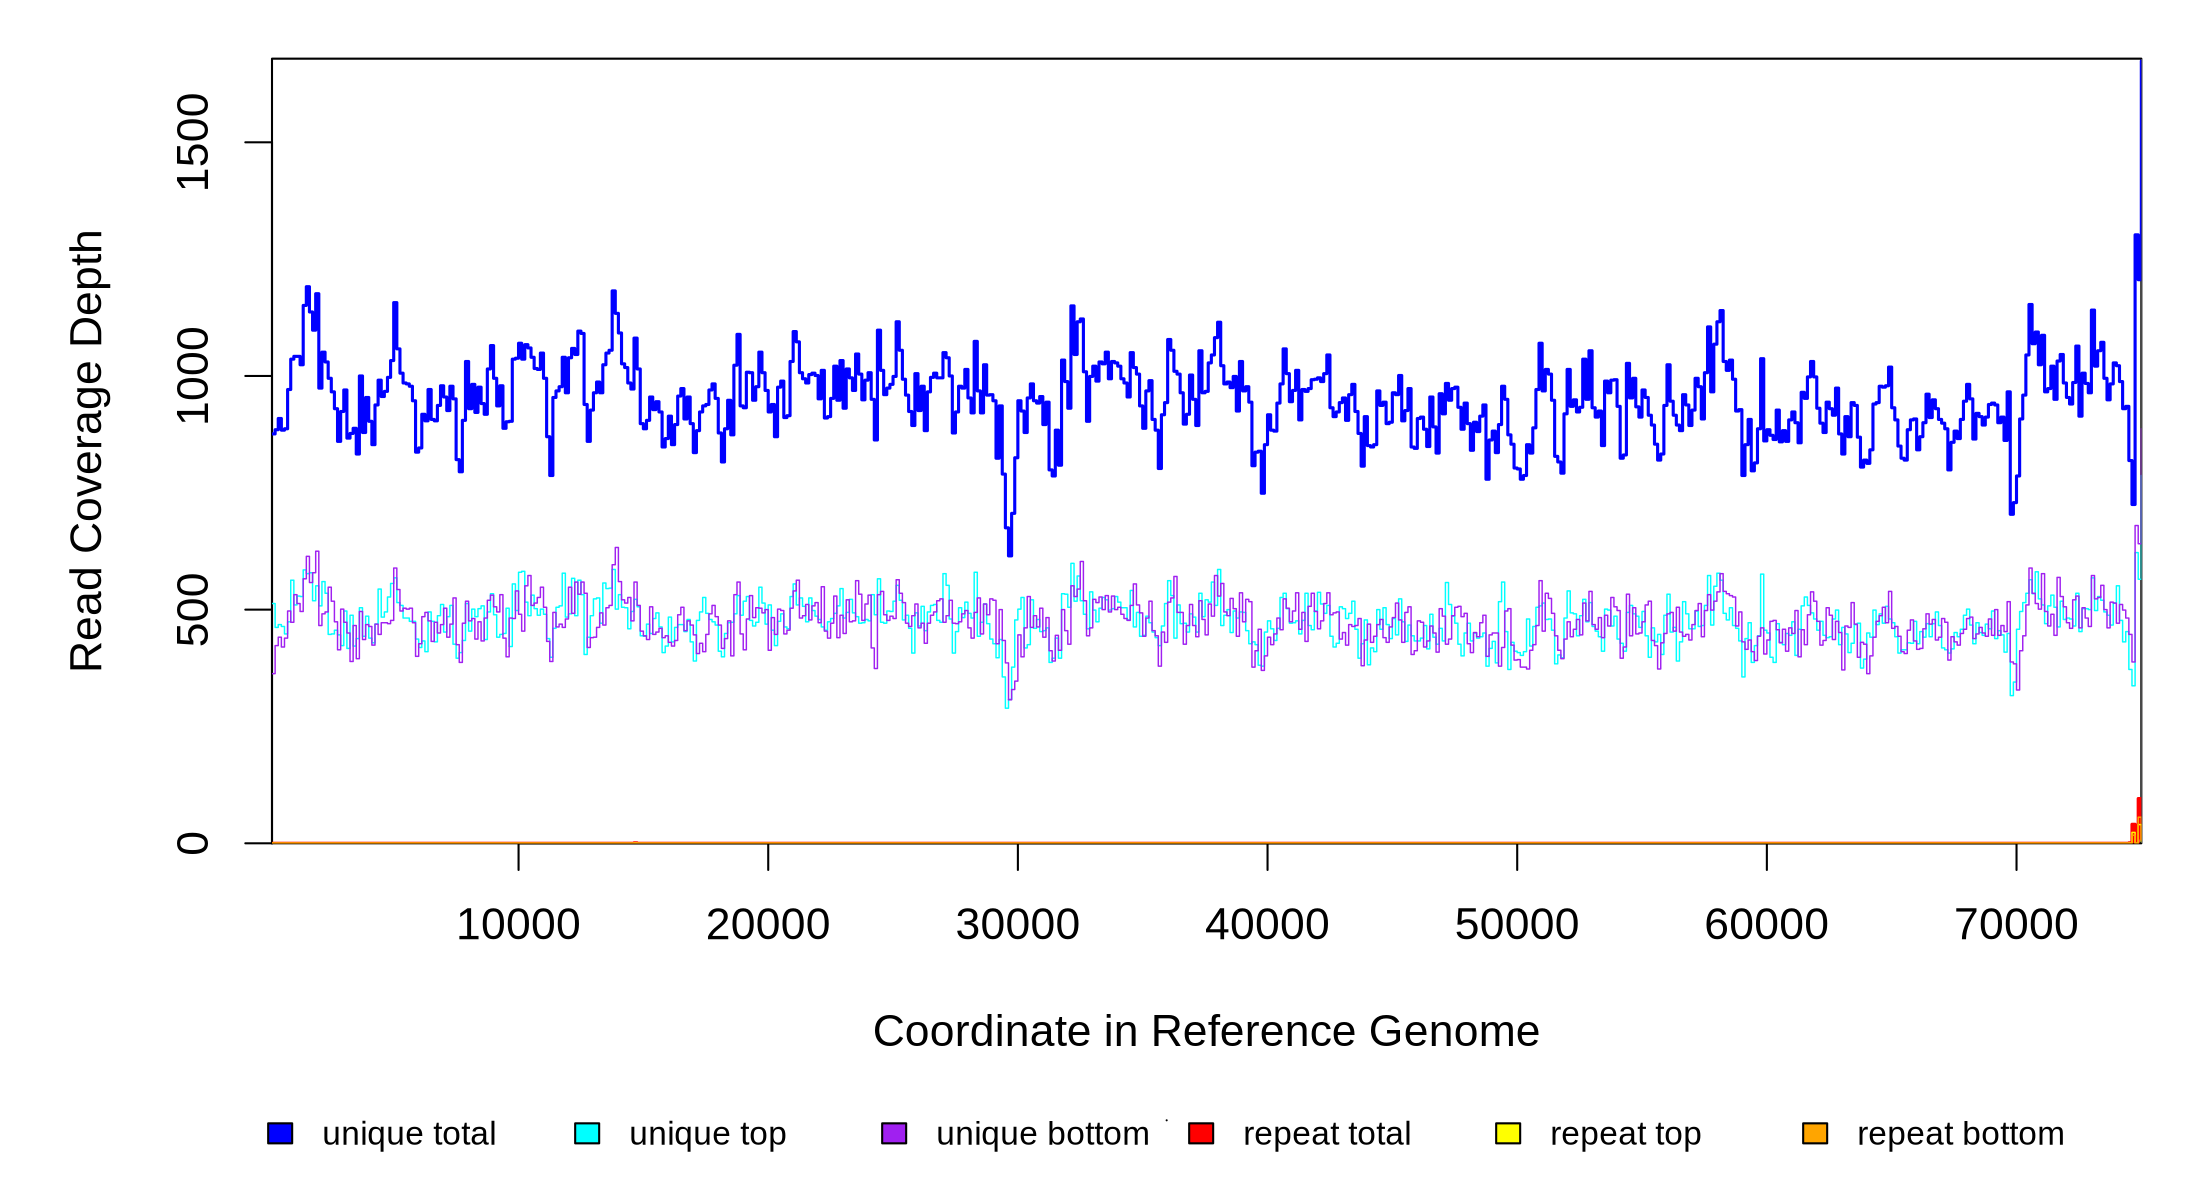 Read Coverage Depth
1500
1000
500
0
10000 20000 30000 40000 50000 60000 70000
Coordinate in Reference Genome
unique total unique top unique bottom repeat total repeat top repeat bottom